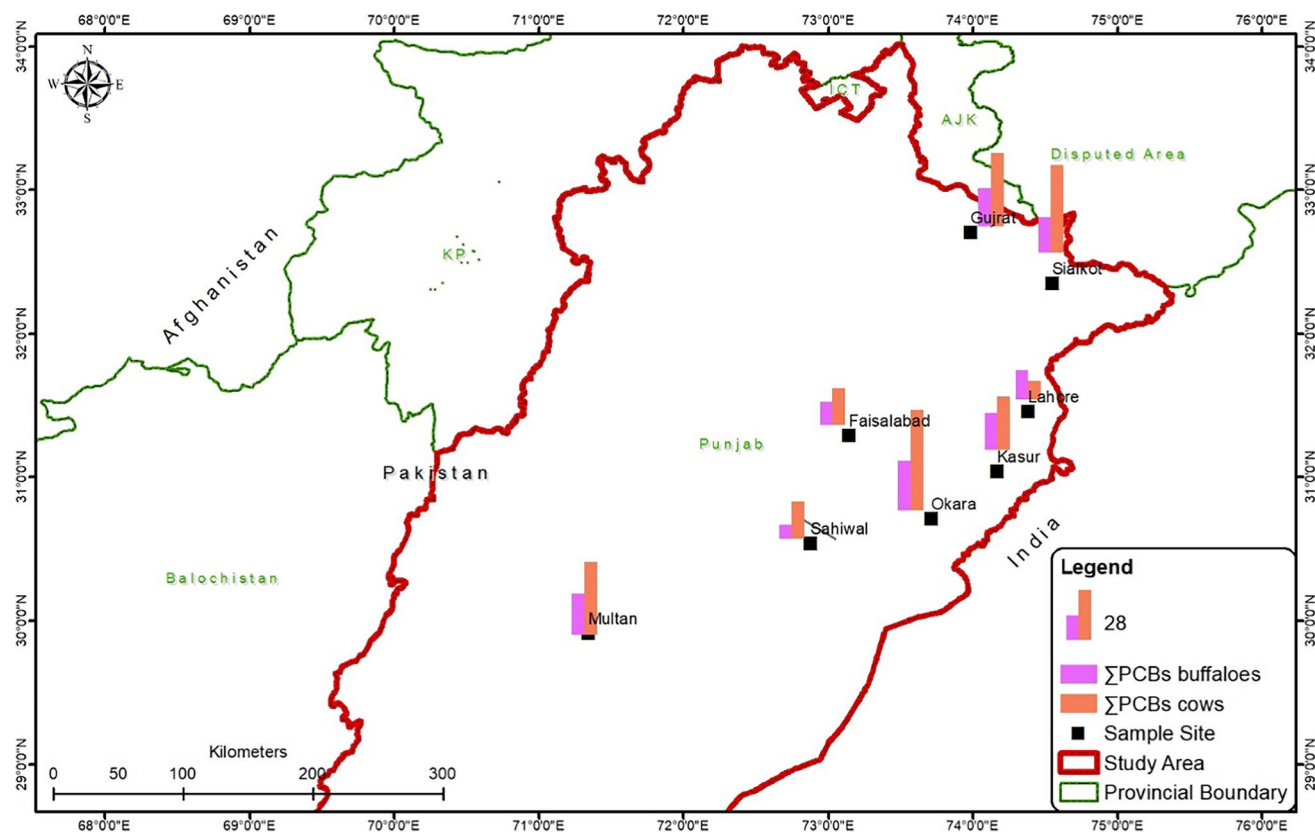 68°0'0"E 69°0'0"E 70°0'0"E 71°0'0"E 72°0'0"E 73°0'0"E 74°0'0"E 75°0'0"E 76°0'0"E
34°0'0"N 34°0'0"N
N
W E
S
ICT
AJK
Disputed Area
33°0'0"N 33°0'0"N
Gujrat
KP
Sialkot
Afghanistan
32°0'0"N 32°0'0"N
Lahore
Faisalabad
Punjab
Kasur
Pakistan
31°0'0"N 31°0'0"N
Okara
Sahiwal
India
Balochistan
Multan
30°0'0"N 30°0'0"N
Legend
28
∑PCBs buffaloes
∑PCBs cows
Sample Site
Study Area
Provincial Boundary
Kilometers
0 50 100 200 300
29°0'0"N 29°0'0"N
68°0'0"E 69°0'0"E 70°0'0"E 71°0'0"E 72°0'0"E 73°0'0"E 74°0'0"E 75°0'0"E 76°0'0"E